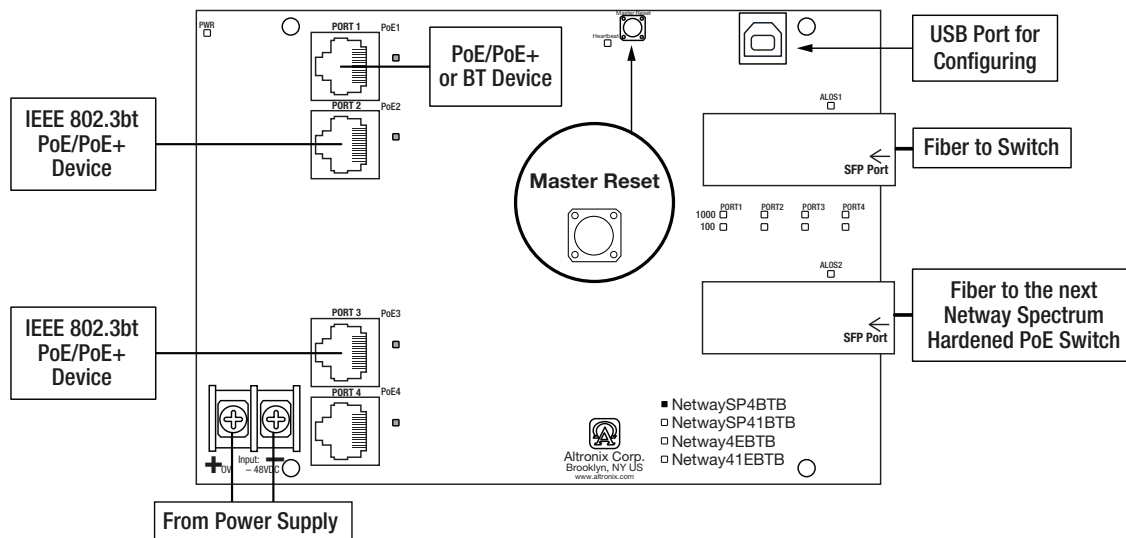 PWR
PORT 1
PoE1
PoE/PoE+
or BT Device
Master Reset
Heartbeat
USB Port for
Configuring
IEEE 802.3bt
PoE/PoE+
Device
PORT 2
PoE2
Master Reset
ALOS1
SFP Port
Fiber to Switch
PORT1 PORT2 PORT3 PORT4
1000
100
ALOS2
SFP Port
Fiber to the next
Netway Spectrum
Hardened PoE Switch
IEEE 802.3bt
PoE/PoE+
Device
PORT 3
PoE3
PORT 4
PoE4
+ Input: –
0V – 48VDC
From Power Supply
Altronix Corp.
Brooklyn, NY US
www.altronix.com
NetwaySP4BTB
NetwaySP41BTB
Netway4EBTB
Netway41EBTB